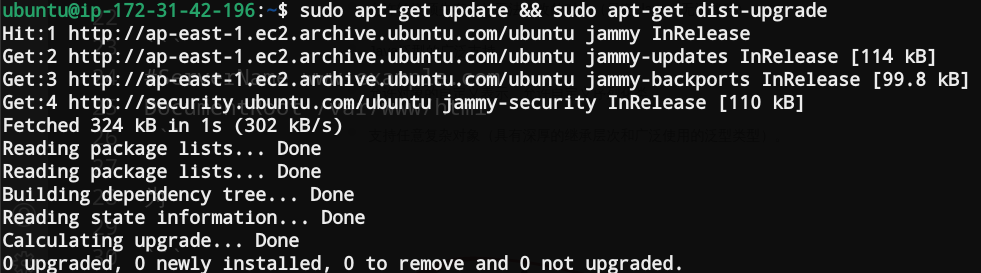 ubuntu@ip-172-31-42-196:~$ sudo apt-get update && sudo apt-get dist-upgrade
Hit:1 http://ap-east-1.ec2.archive.ubuntu.com/ubuntu jammy InRelease
Get:2 http://ap-east-1.ec2.archive.ubuntu.com/ubuntu jammy-updates InRelease [114 kB]
Get:3 http://ap-east-1.ec2.archive.ubuntu.com/ubuntu jammy-backports InRelease [99.8 kB]
Get:4 http://security.ubuntu.com/ubuntu jammy-security InRelease [110 kB]
Fetched 324 kB in 1s (302 kB/s)
Reading package lists... Done
Reading package lists... Done
Building dependency tree... Done
Reading state information... Done
Calculating upgrade... Done
0 upgraded, 0 newly installed, 0 to remove and 0 not upgraded.